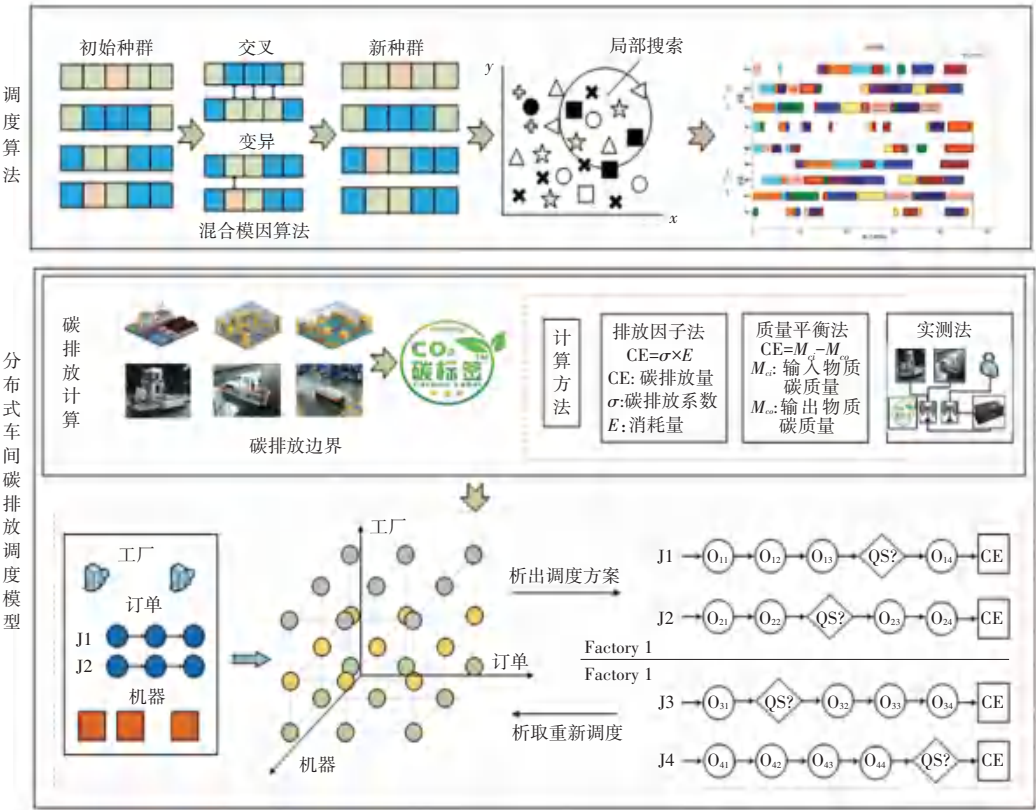 调度算法
初始种群
交叉
变异
混合模因算法
新种群
y
局部搜索
x
分布式车间碳排放调度模型
碳排放计算
CO₂
碳标签
TM
Carbon Label
碳排放边界
计算方法
排放因子法
CE=σ×E
CE: 碳排放量
σ:碳排放系数
E:消耗量
质量平衡法
CE=Mci−Mco
Mci: 输入物质
碳质量
Mco:输出物质
碳质量
实测法
工厂
订单
J1
J2
机器
工厂
订单
机器
析出调度方案
析取重新调度
J1 O11 O12 O13 QS? O14 CE
J2 O21 O22 QS? O23 O24 CE
Factory 1
Factory 1
J3 O31 QS? O32 O33 O34 CE
J4 O41 O42 O43 O44 QS? CE